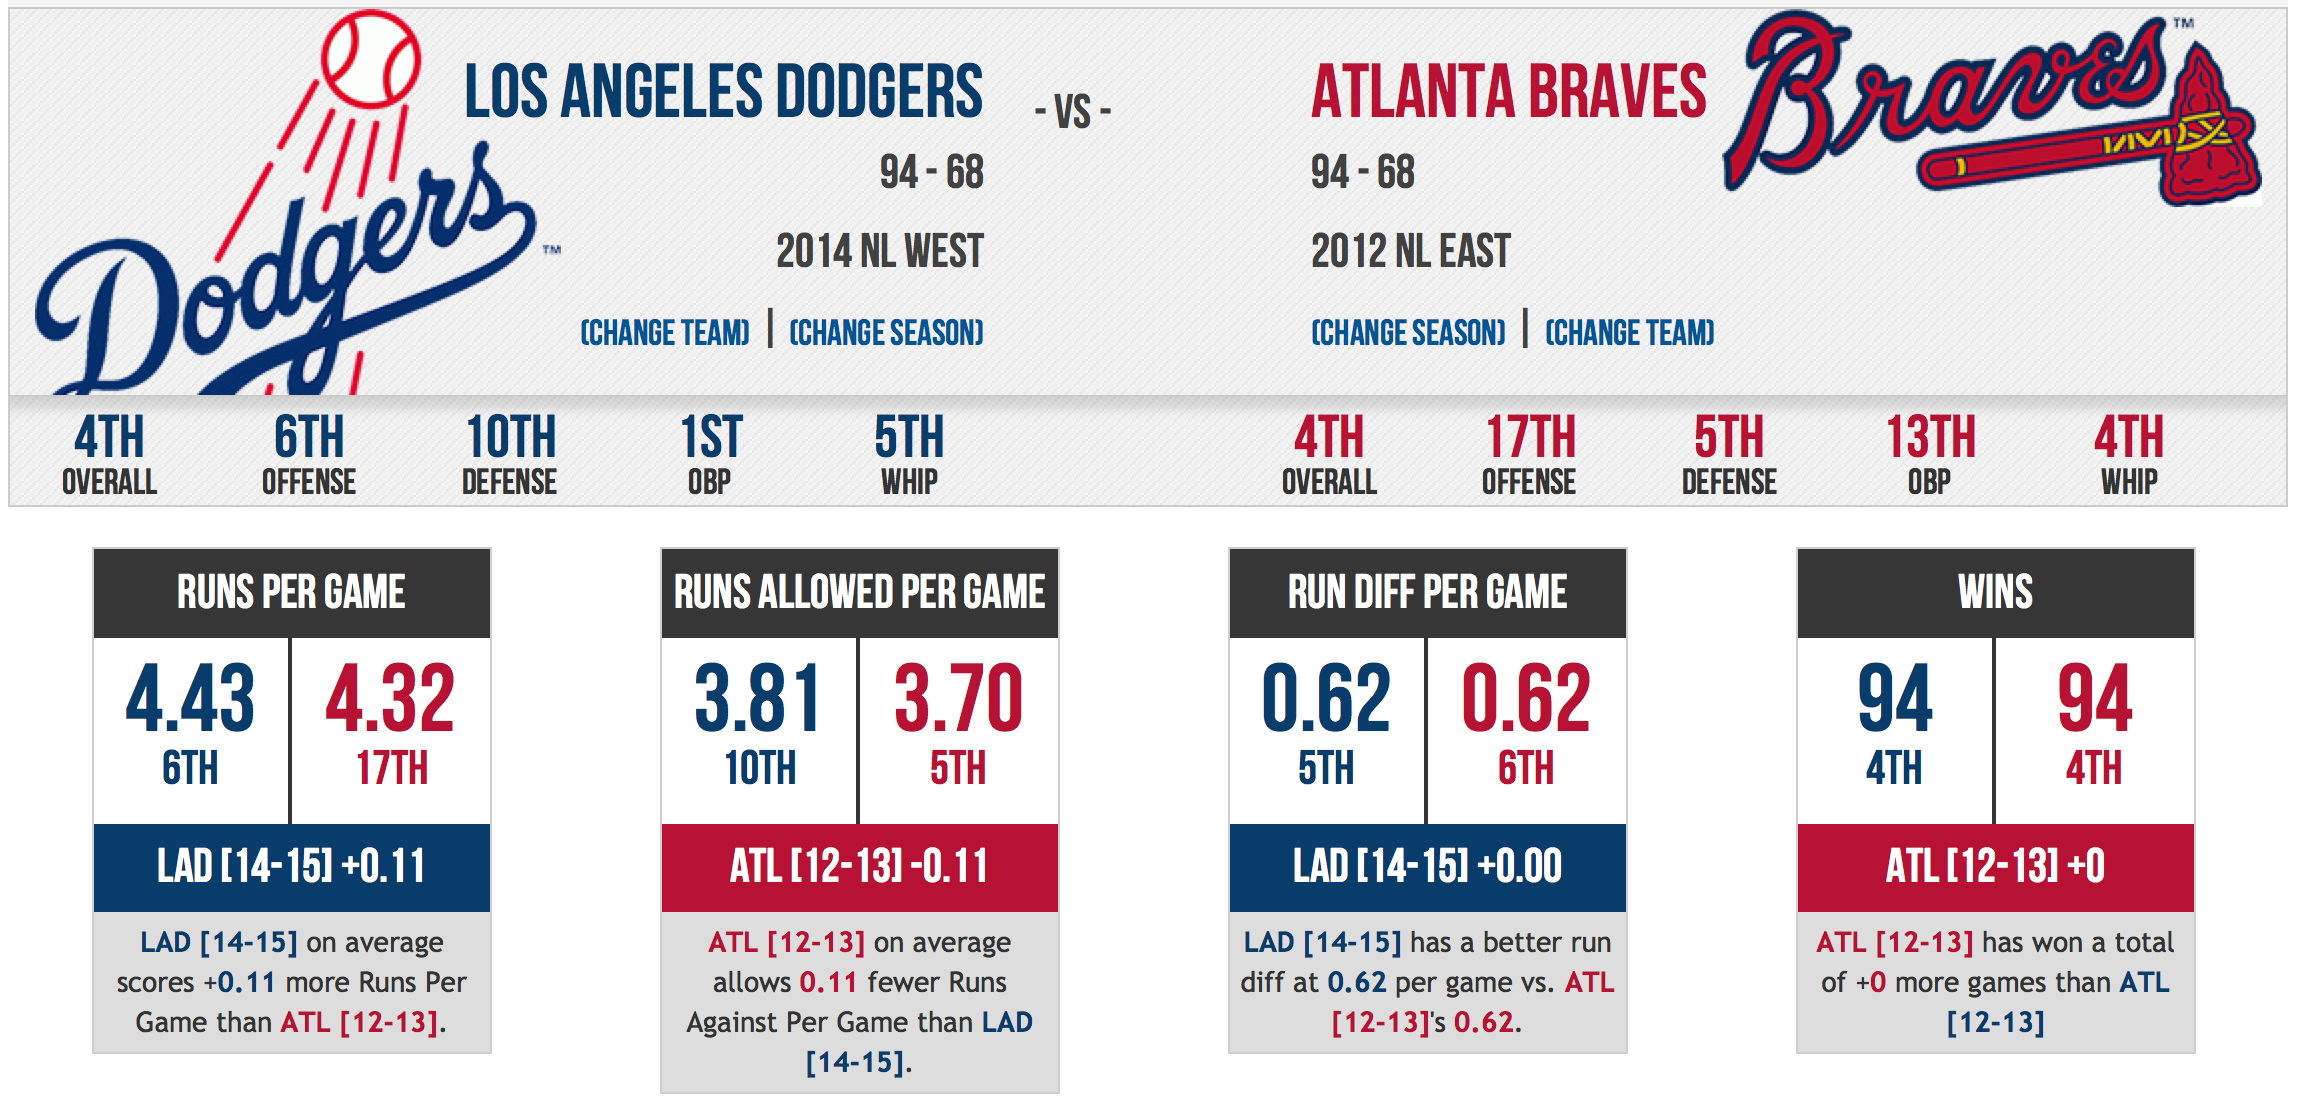 LOS ANGELES DODGERS
94 - 68
2014 NL WEST
(CHANGE TEAM) | (CHANGE SEASON)
- VS -
ATLANTA BRAVES
94 - 68
2012 NL EAST
(CHANGE SEASON) | (CHANGE TEAM)
Dodgers ™
Braves ™
4TH 6TH 10TH 1ST 5TH
OVERALL OFFENSE DEFENSE OBP WHIP
4TH 17TH 5TH 13TH 4TH
OVERALL OFFENSE DEFENSE OBP WHIP
RUNS PER GAME
4.43 4.32
6TH 17TH
LAD [14-15] +0.11
LAD [14-15] on average
scores +0.11 more Runs Per
Game than ATL [12-13].
RUNS ALLOWED PER GAME
3.81 3.70
10TH 5TH
ATL [12-13] -0.11
ATL [12-13] on average
allows 0.11 fewer Runs
Against Per Game than LAD
[14-15].
RUN DIFF PER GAME
0.62 0.62
5TH 6TH
LAD [14-15] +0.00
LAD [14-15] has a better run
diff at 0.62 per game vs. ATL
[12-13]'s 0.62.
WINS
94 94
4TH 4TH
ATL [12-13] +0
ATL [12-13] has won a total
of +0 more games than ATL
[12-13]